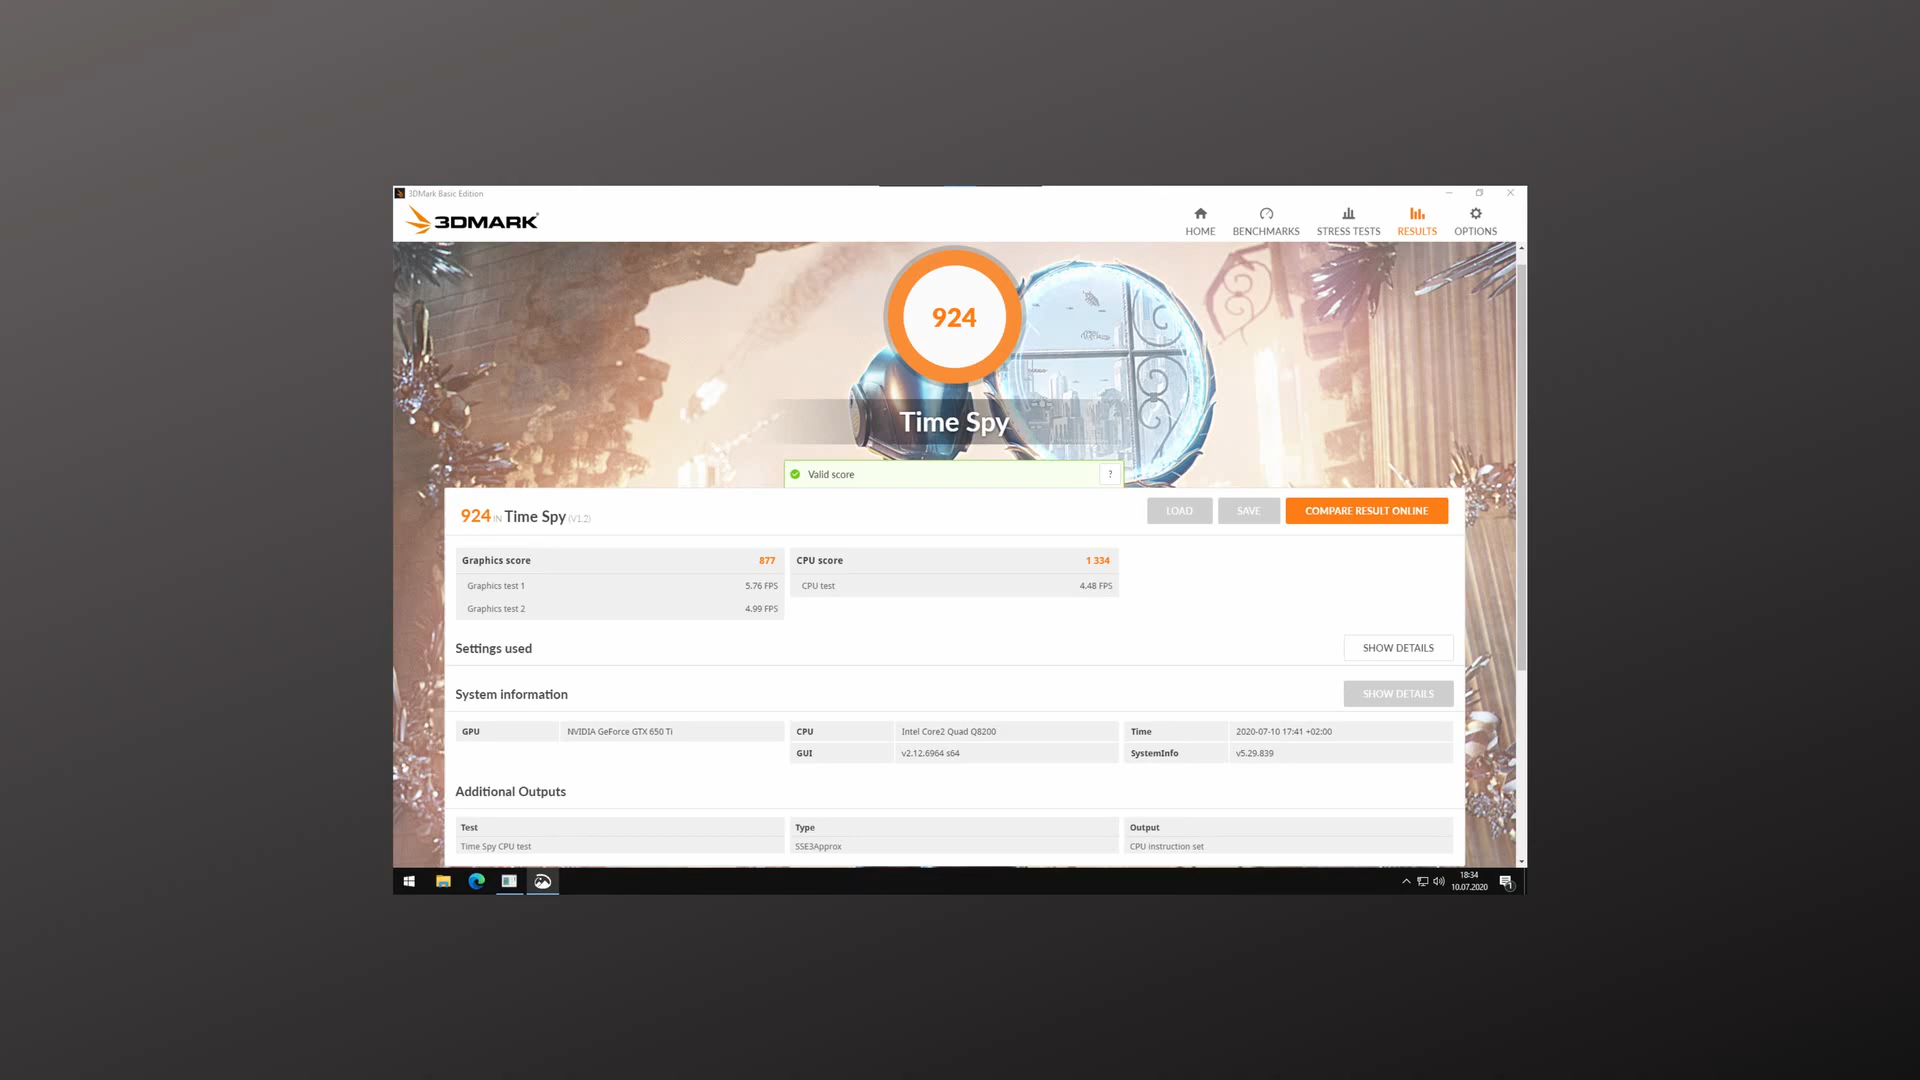 3DMark Basic Edition
3DMARK
HOME
BENCHMARKS
STRESS TESTS
RESULTS
OPTIONS
924
Time Spy
Valid score
?
924 IN Time Spy (V1.2)
LOAD
SAVE
COMPARE RESULT ONLINE
Graphics score 877
Graphics test 1 5.76 FPS
Graphics test 2 4.99 FPS
CPU score 1 334
CPU test 4.48 FPS
Settings used
SHOW DETAILS
System information
SHOW DETAILS
GPU NVIDIA GeForce GTX 650 Ti
CPU Intel Core2 Quad Q8200
GUI v2.12.6964 s64
Time 2020-07-10 17:41 +02:00
SystemInfo v5.29.839
Additional Outputs
Test Type Output
Time Spy CPU test SSE3Approx CPU instruction set
18:34
10.07.2020
1